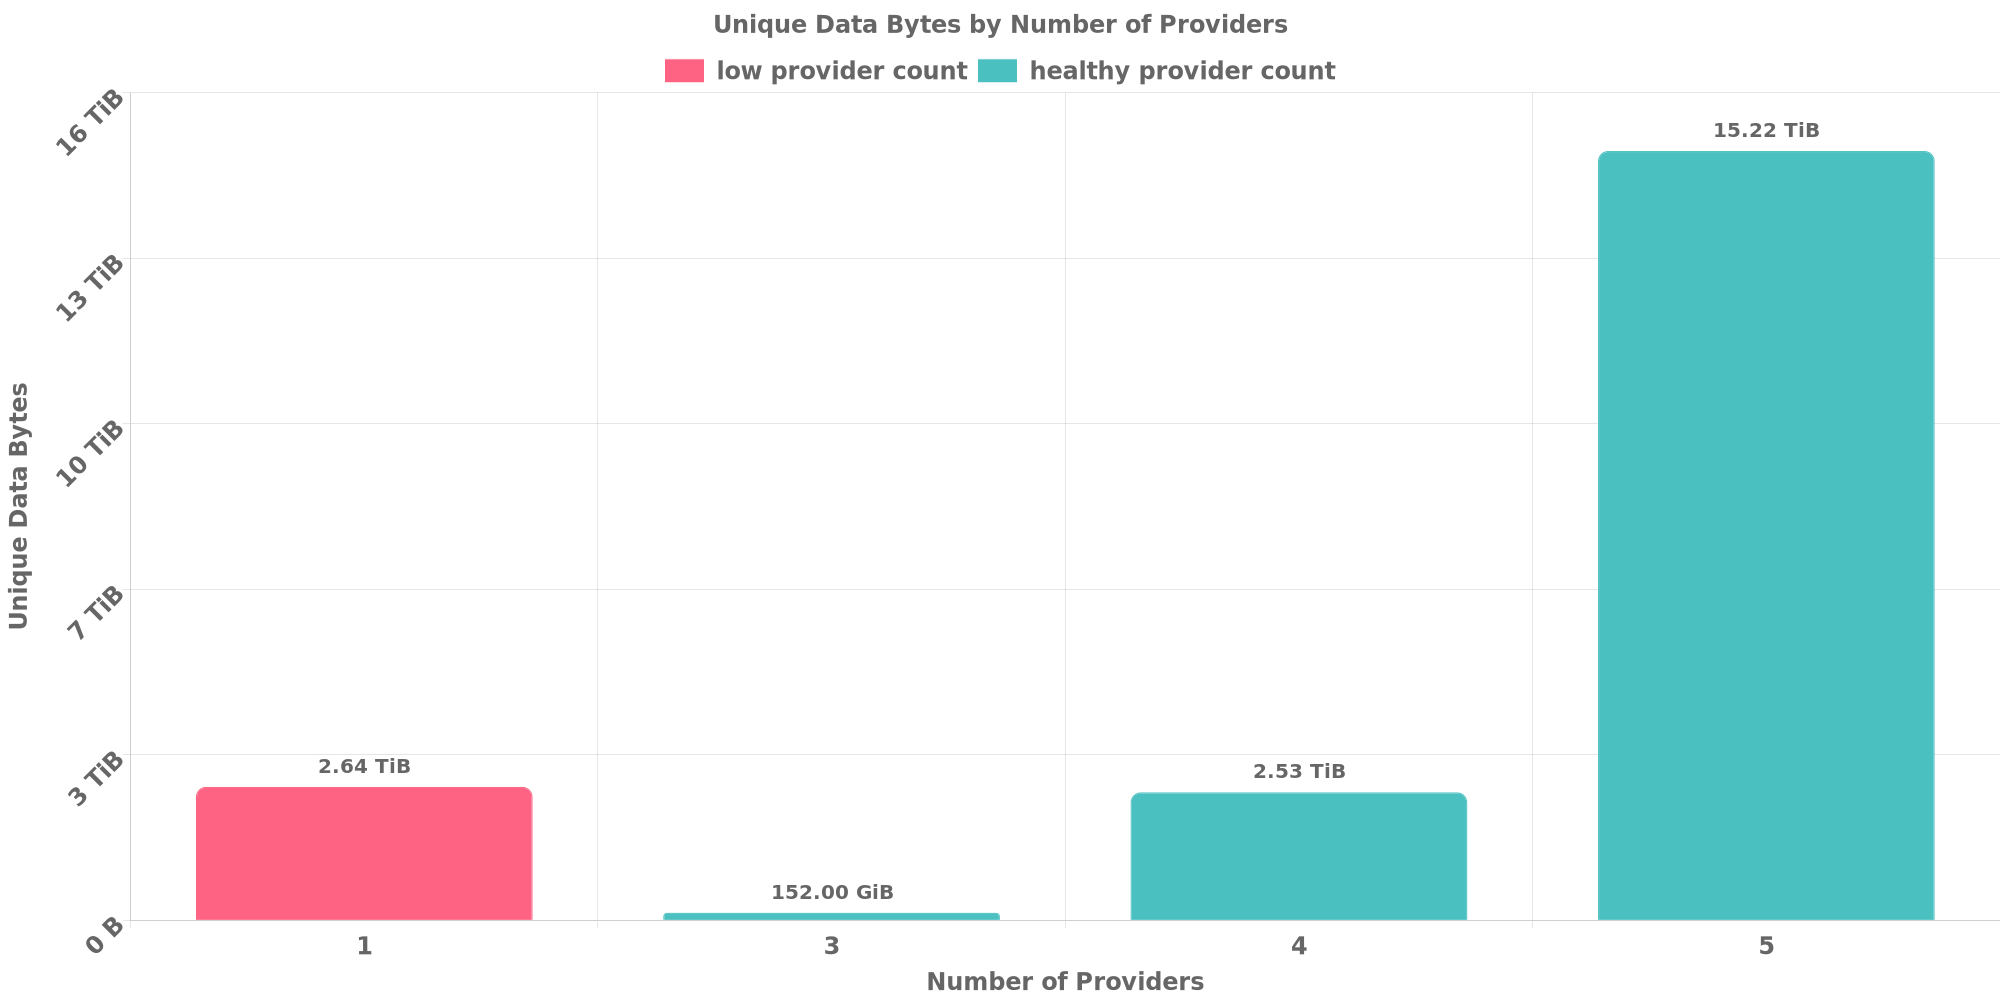 Unique Data Bytes by Number of Providers
low provider count healthy provider count
16 TiB
13 TiB
10 TiB
7 TiB
3 TiB
0 B
Unique Data Bytes
2.64 TiB
152.00 GiB
2.53 TiB
15.22 TiB
1 3 4 5
Number of Providers